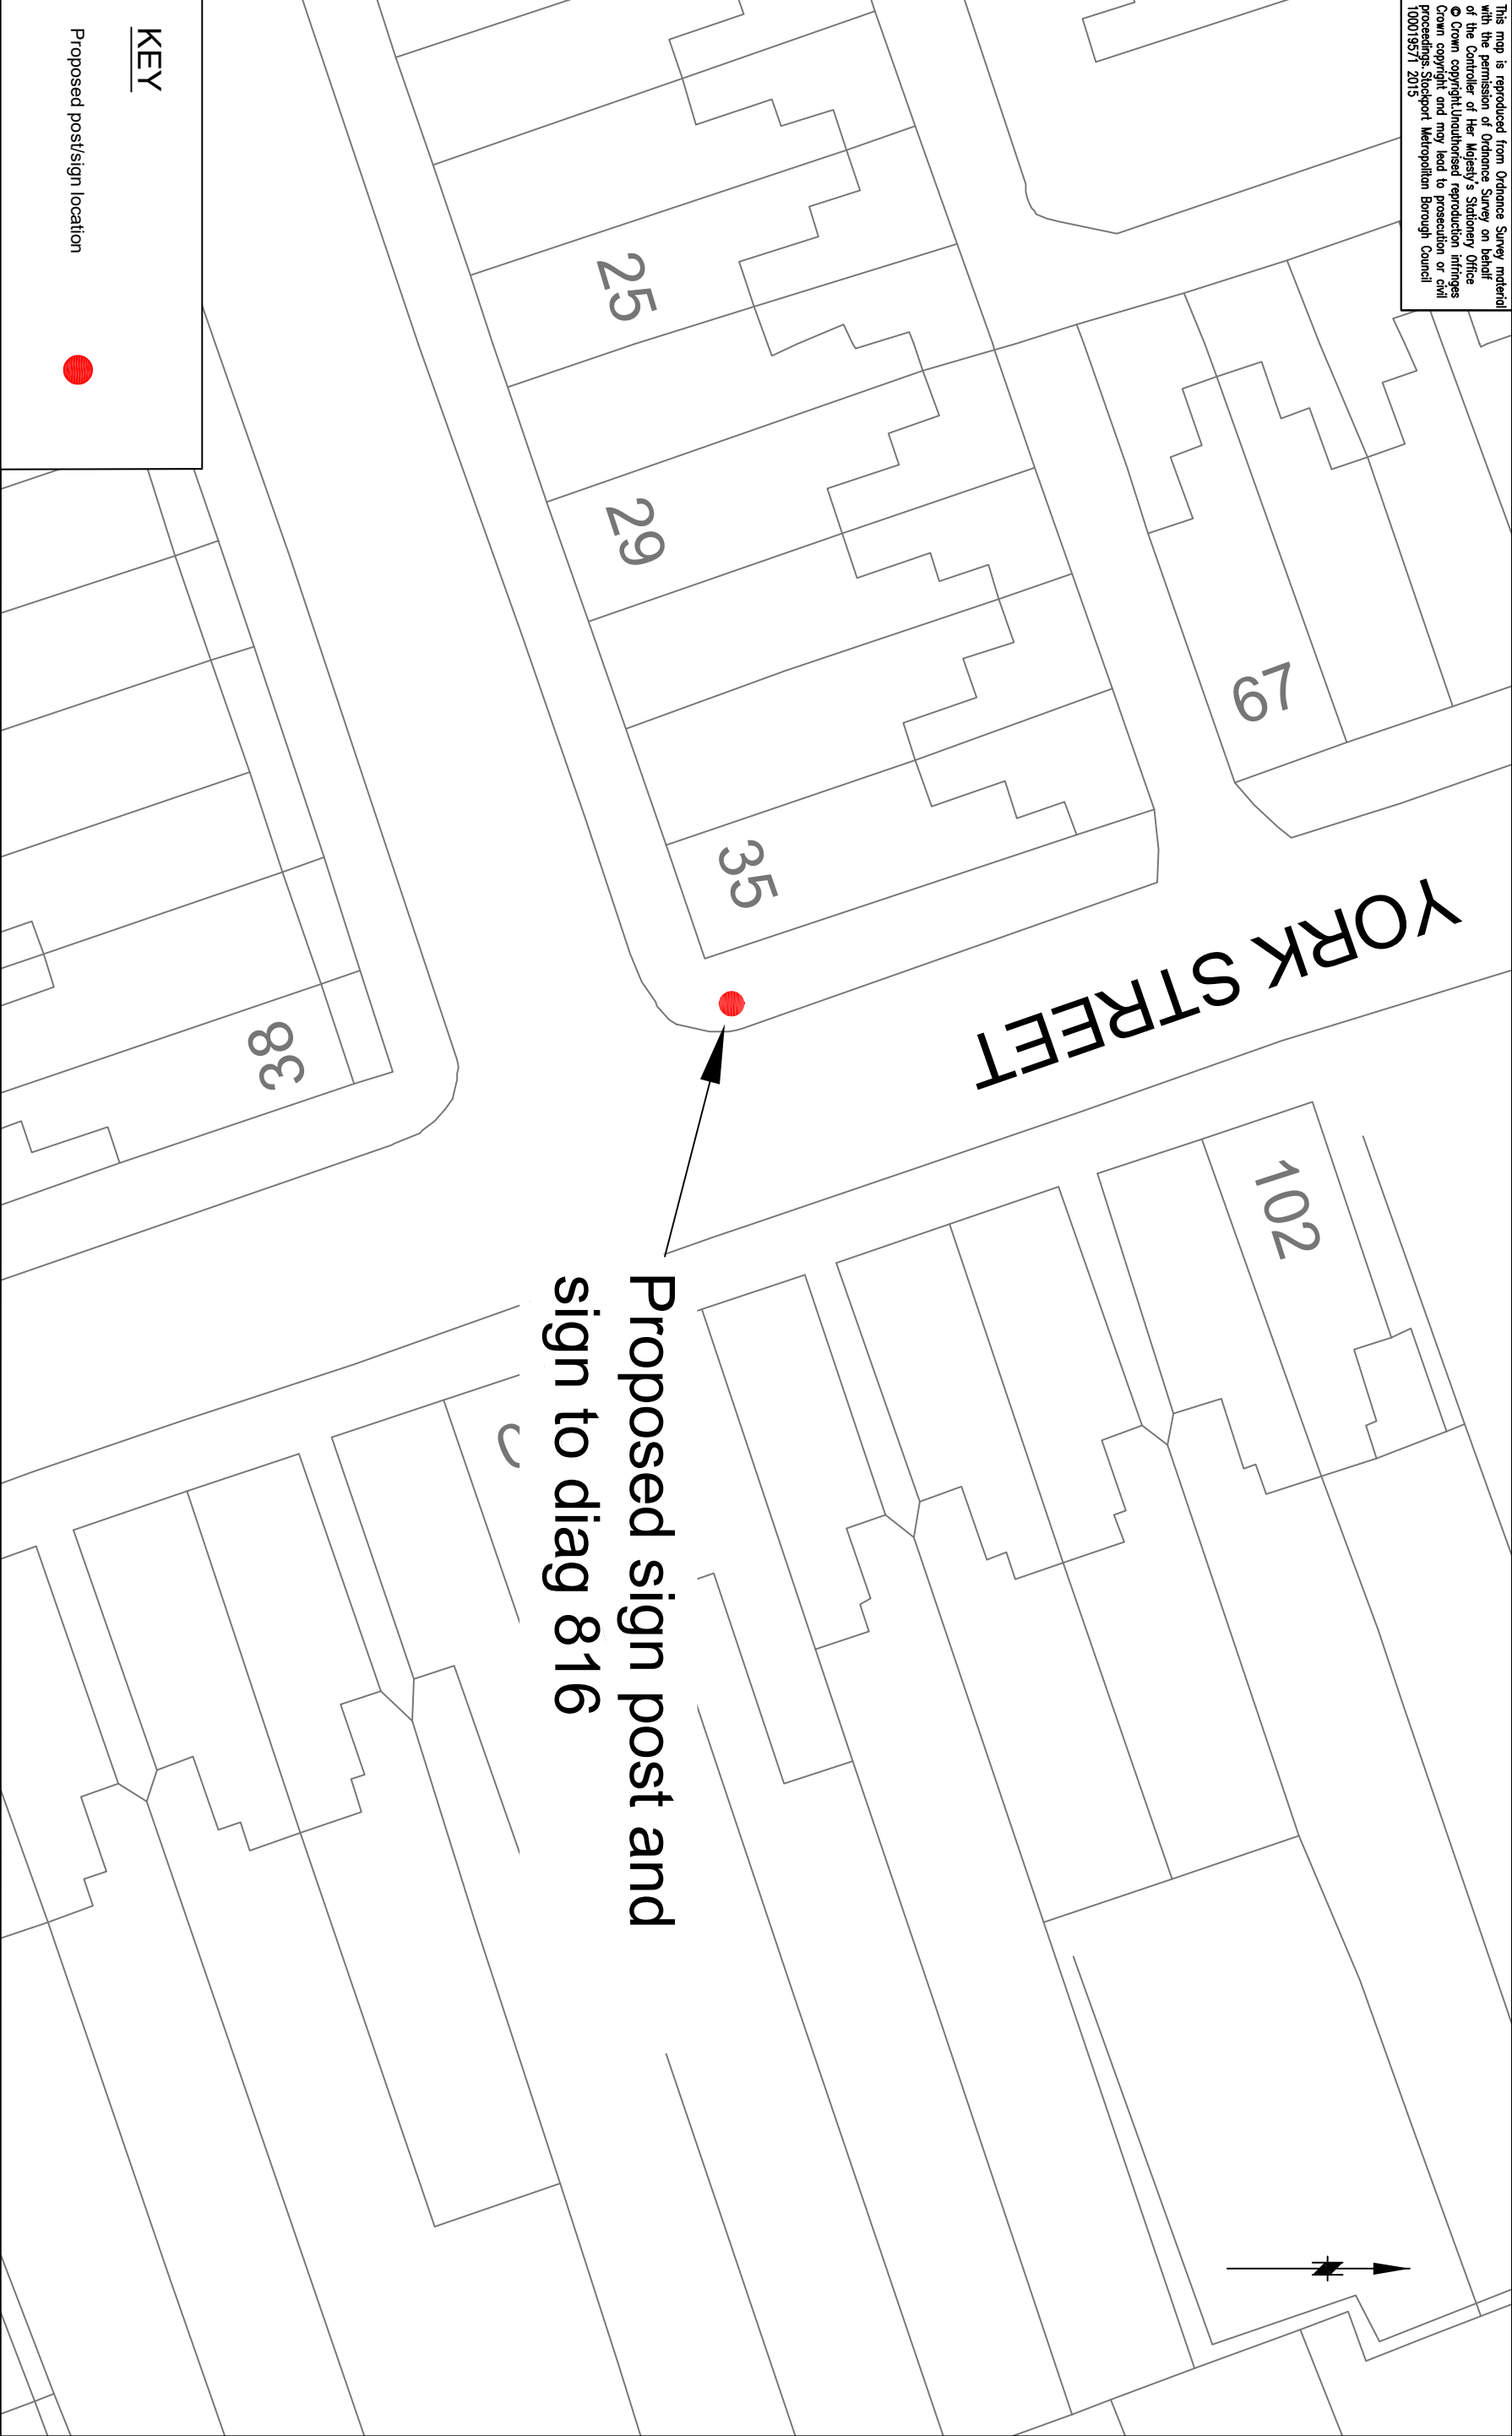 This map is reproduced from Ordnance Survey material
with the permission of Ordnance Survey on behalf
of the Controller of Her Majesty's Stationery Office
© Crown copyright.Unauthorised reproduction infringes
Crown copyright and may lead to prosecution or civil
proceedings. Stockport Metropolitan Borough Council
100019571 2015
67
YORK STREET
102
25
29
35
38
Proposed sign post and
sign to diag 816
KEY
Proposed post/sign location